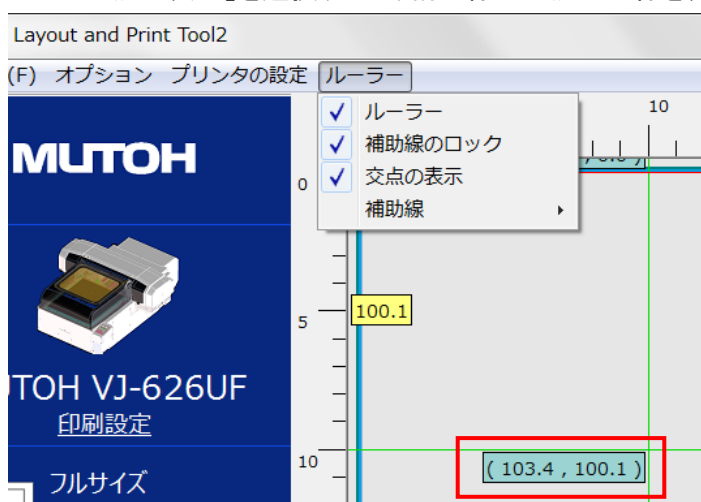 Layout and Print Tool2
(F) オプション プリンタの設定 ルーラー
ルーラー
補助線のロック
交点の表示
補助線
10
MUTOH
0
100.1
5
UTOH VJ-626UF
印刷設定
10
( 103.4 , 100.1 )
フルサイズ